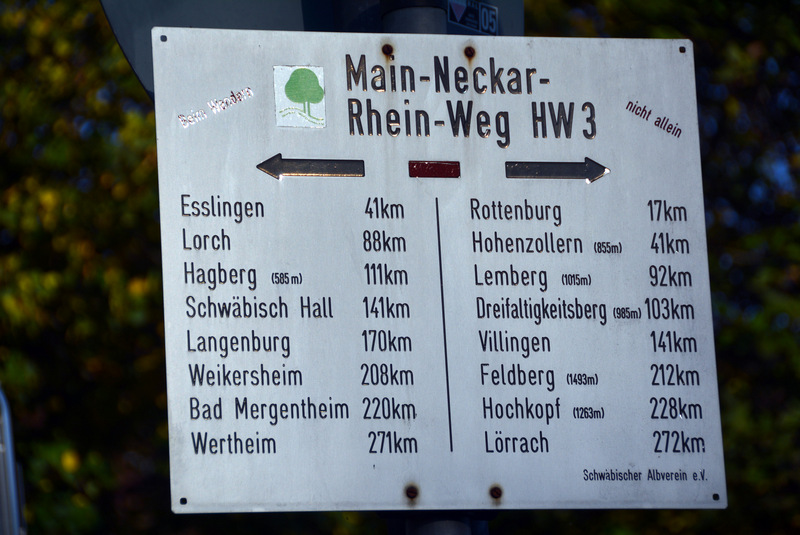 05
Main-Neckar-
Rhein-Weg HW3
Beim Wandern
nicht allein
Esslingen 41km
Lorch 88km
Hagberg (585m) 111km
Schwäbisch Hall 141km
Langenburg 170km
Weikersheim 208km
Bad Mergentheim 220km
Wertheim 271km
Rottenburg 17km
Hohenzollern (855m) 41km
Lemberg (1015m) 92km
Dreifaltigkeitsberg (985m) 103km
Villingen 141km
Feldberg (1493m) 212km
Hochkopf (1263m) 228km
Lörrach 272km
Schwäbischer Albverein e.V.